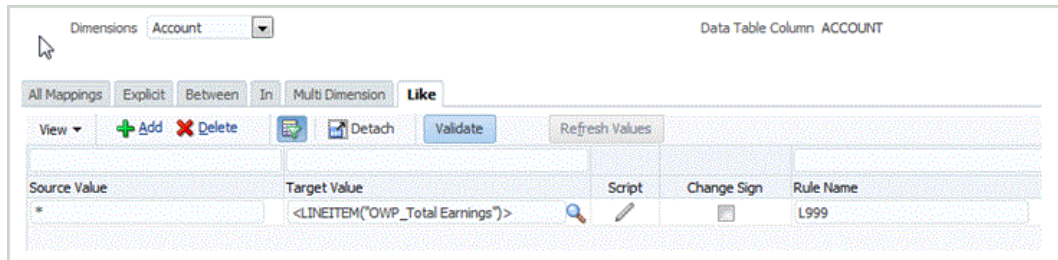 Dimensions Account Data Table Column ACCOUNT
All Mappings Explicit Between In Multi Dimension Like
View Add Delete Detach Validate Refresh Values
Source Value Target Value Script Change Sign Rule Name
* <LINEITEM("OWP_Total Earnings")> L999